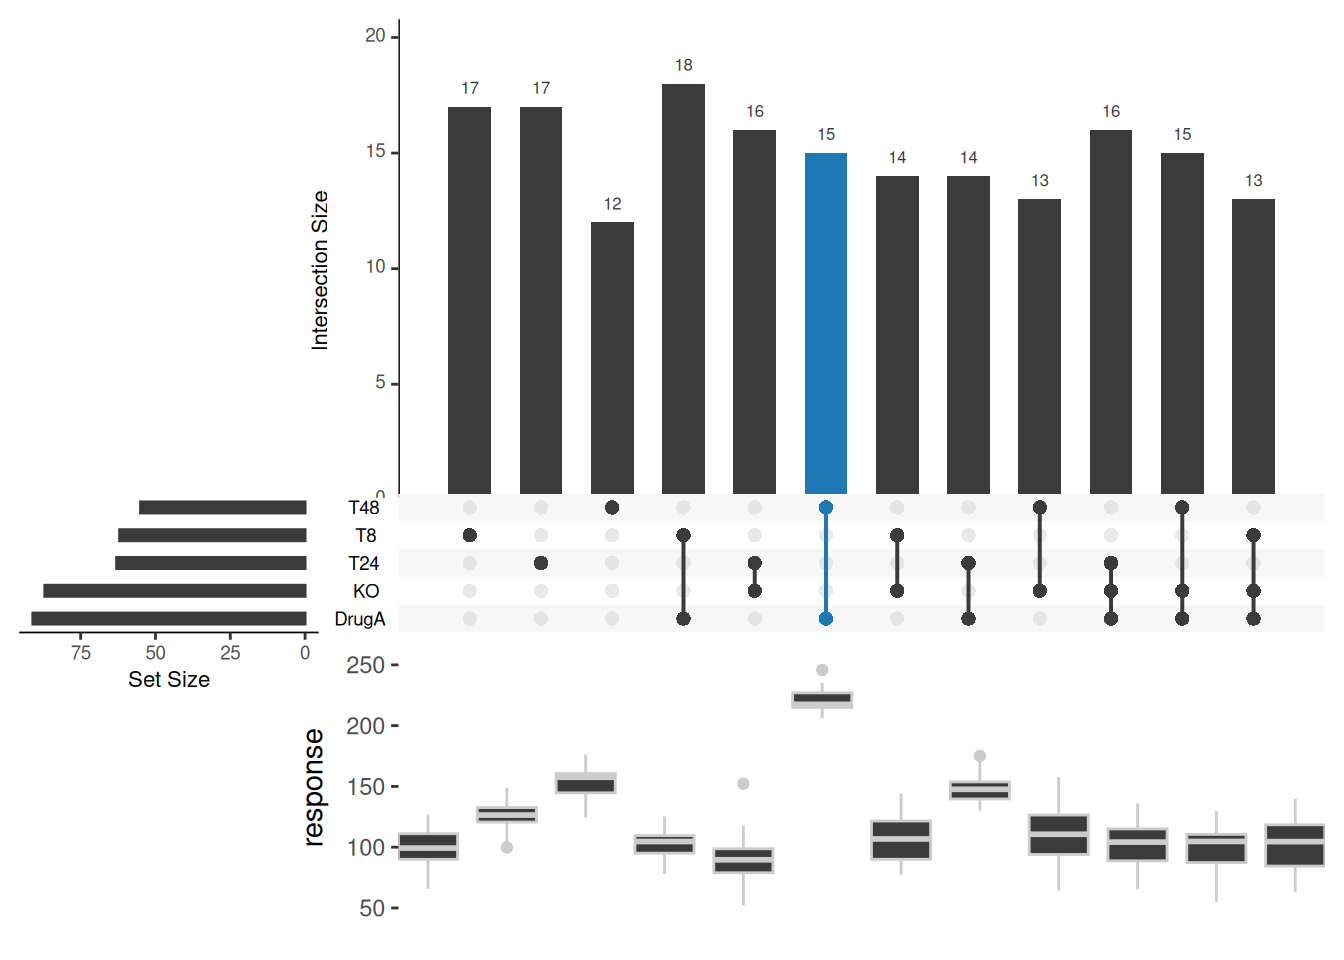 20
15
10
5
0
Intersection Size
17 17 12 18 16 15 14 14 13 16 15 13
T48
T8
T24
KO
DrugA
75 50 25 0
Set Size
250
200
150
100
50
response